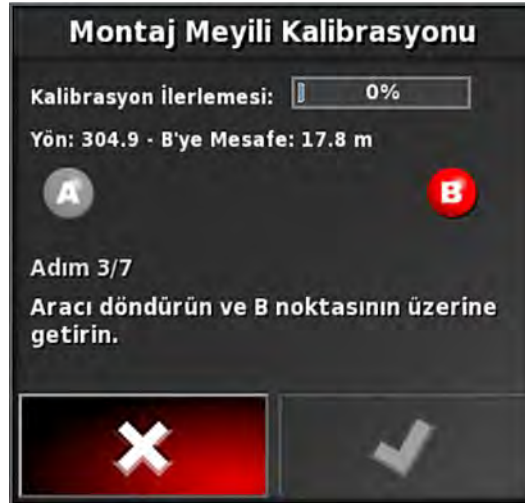 Montaj Meyili Kalibrasyonu
Kalibrasyon İlerlemesi: 0%
Yön: 304.9 - B'ye Mesafe: 17.8 m
A B
Adım 3/7
Aracı döndürün ve B noktasının üzerine
getirin.